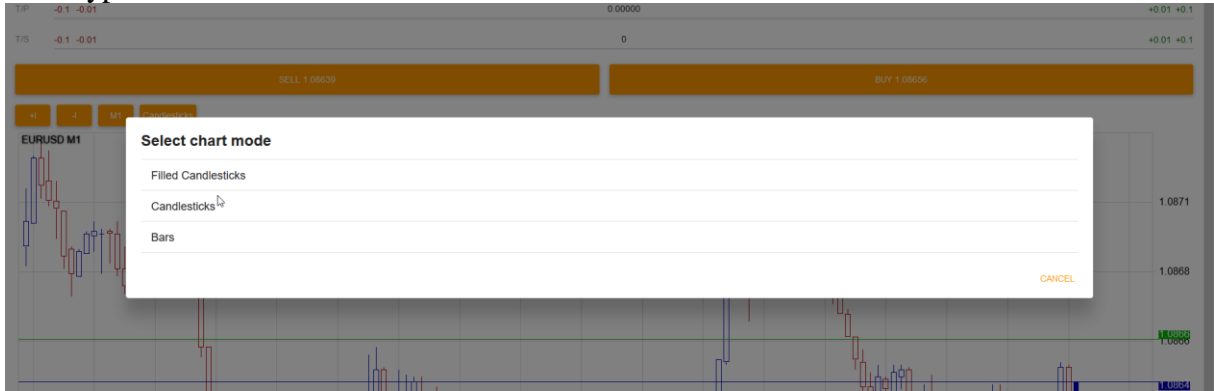 T/P -0.1 -0.01 0.00000 +0.01 +0.1
T/S -0.1 -0.01 0 +0.01 +0.1
SELL 1.08639 BUY 1.08656
+I -I M1 Candlesticks
EURUSD M1
Select chart mode
Filled Candlesticks
Candlesticks
Bars
CANCEL
1.0871
1.0868
1.0866
1.0866
1.0864